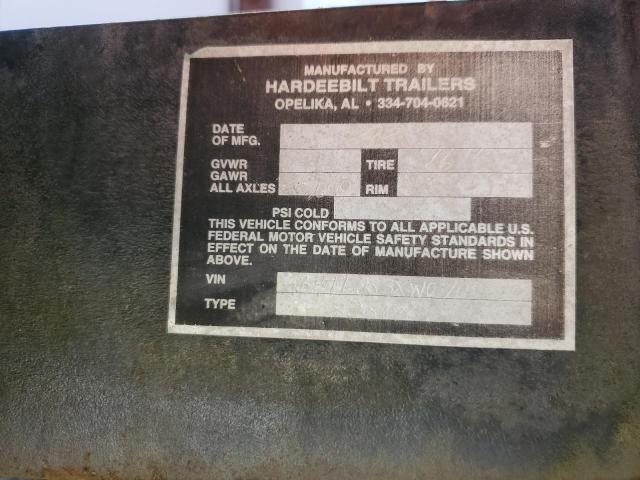 MANUFACTURED BY
HARDEEBILT TRAILERS
OPELIKA, AL • 334-704-0621
DATE
OF MFG.
GVWR TIRE 16
GAWR
ALL AXLES RIM
PSI COLD
THIS VEHICLE CONFORMS TO ALL APPLICABLE U.S.
FEDERAL MOTOR VEHICLE SAFETY STANDARDS IN
EFFECT ON THE DATE OF MANUFACTURE SHOWN
ABOVE.
VIN
TYPE